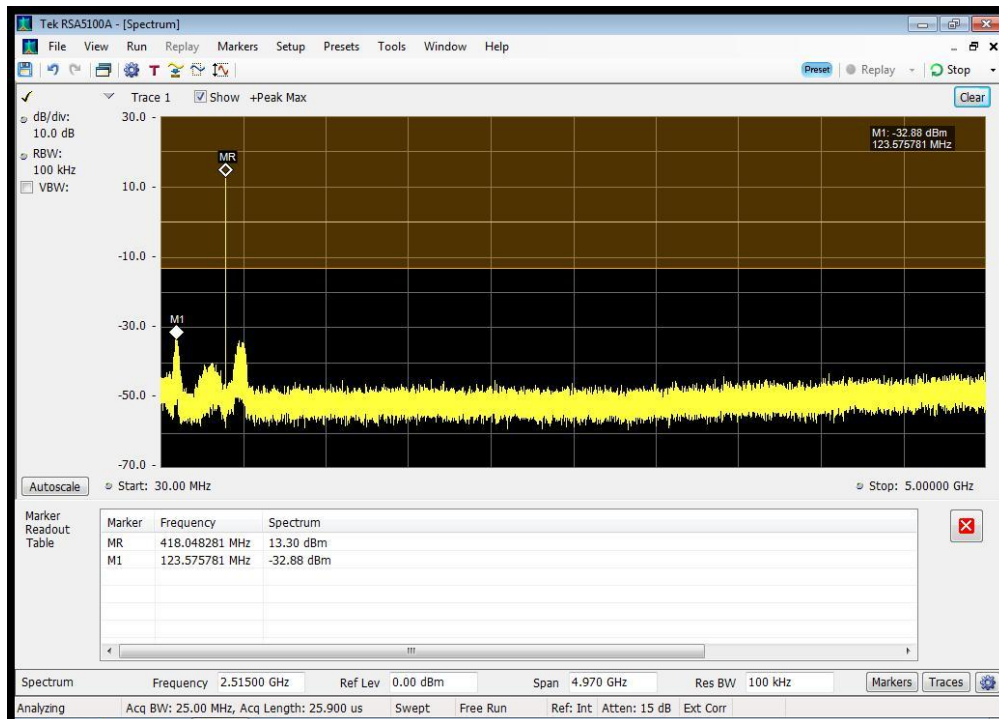 Tek RSA5100A - [Spectrum]
File View Run Replay Markers Setup Presets Tools Window Help
T Preset Replay Stop
Trace 1 Show +Peak Max Clear
dB/div:
10.0 dB
RBW:
100 kHz
VBW:
30.0 -
10.0 -
-10.0 -
-30.0 -
-50.0 -
-70.0 -
MR
M1
M1: -32.88 dBm
123.575781 MHz
Autoscale Start: 30.00 MHz Stop: 5.00000 GHz
Marker
Readout
Table
Marker Frequency Spectrum
MR 418.048281 MHz 13.30 dBm
M1 123.575781 MHz -32.88 dBm
Spectrum Frequency 2.51500 GHz Ref Lev 0.00 dBm Span 4.970 GHz Res BW 100 kHz Markers Traces
Analyzing Acq BW: 25.00 MHz, Acq Length: 25.900 us Swept Free Run Ref: Int Atten: 15 dB Ext Corr